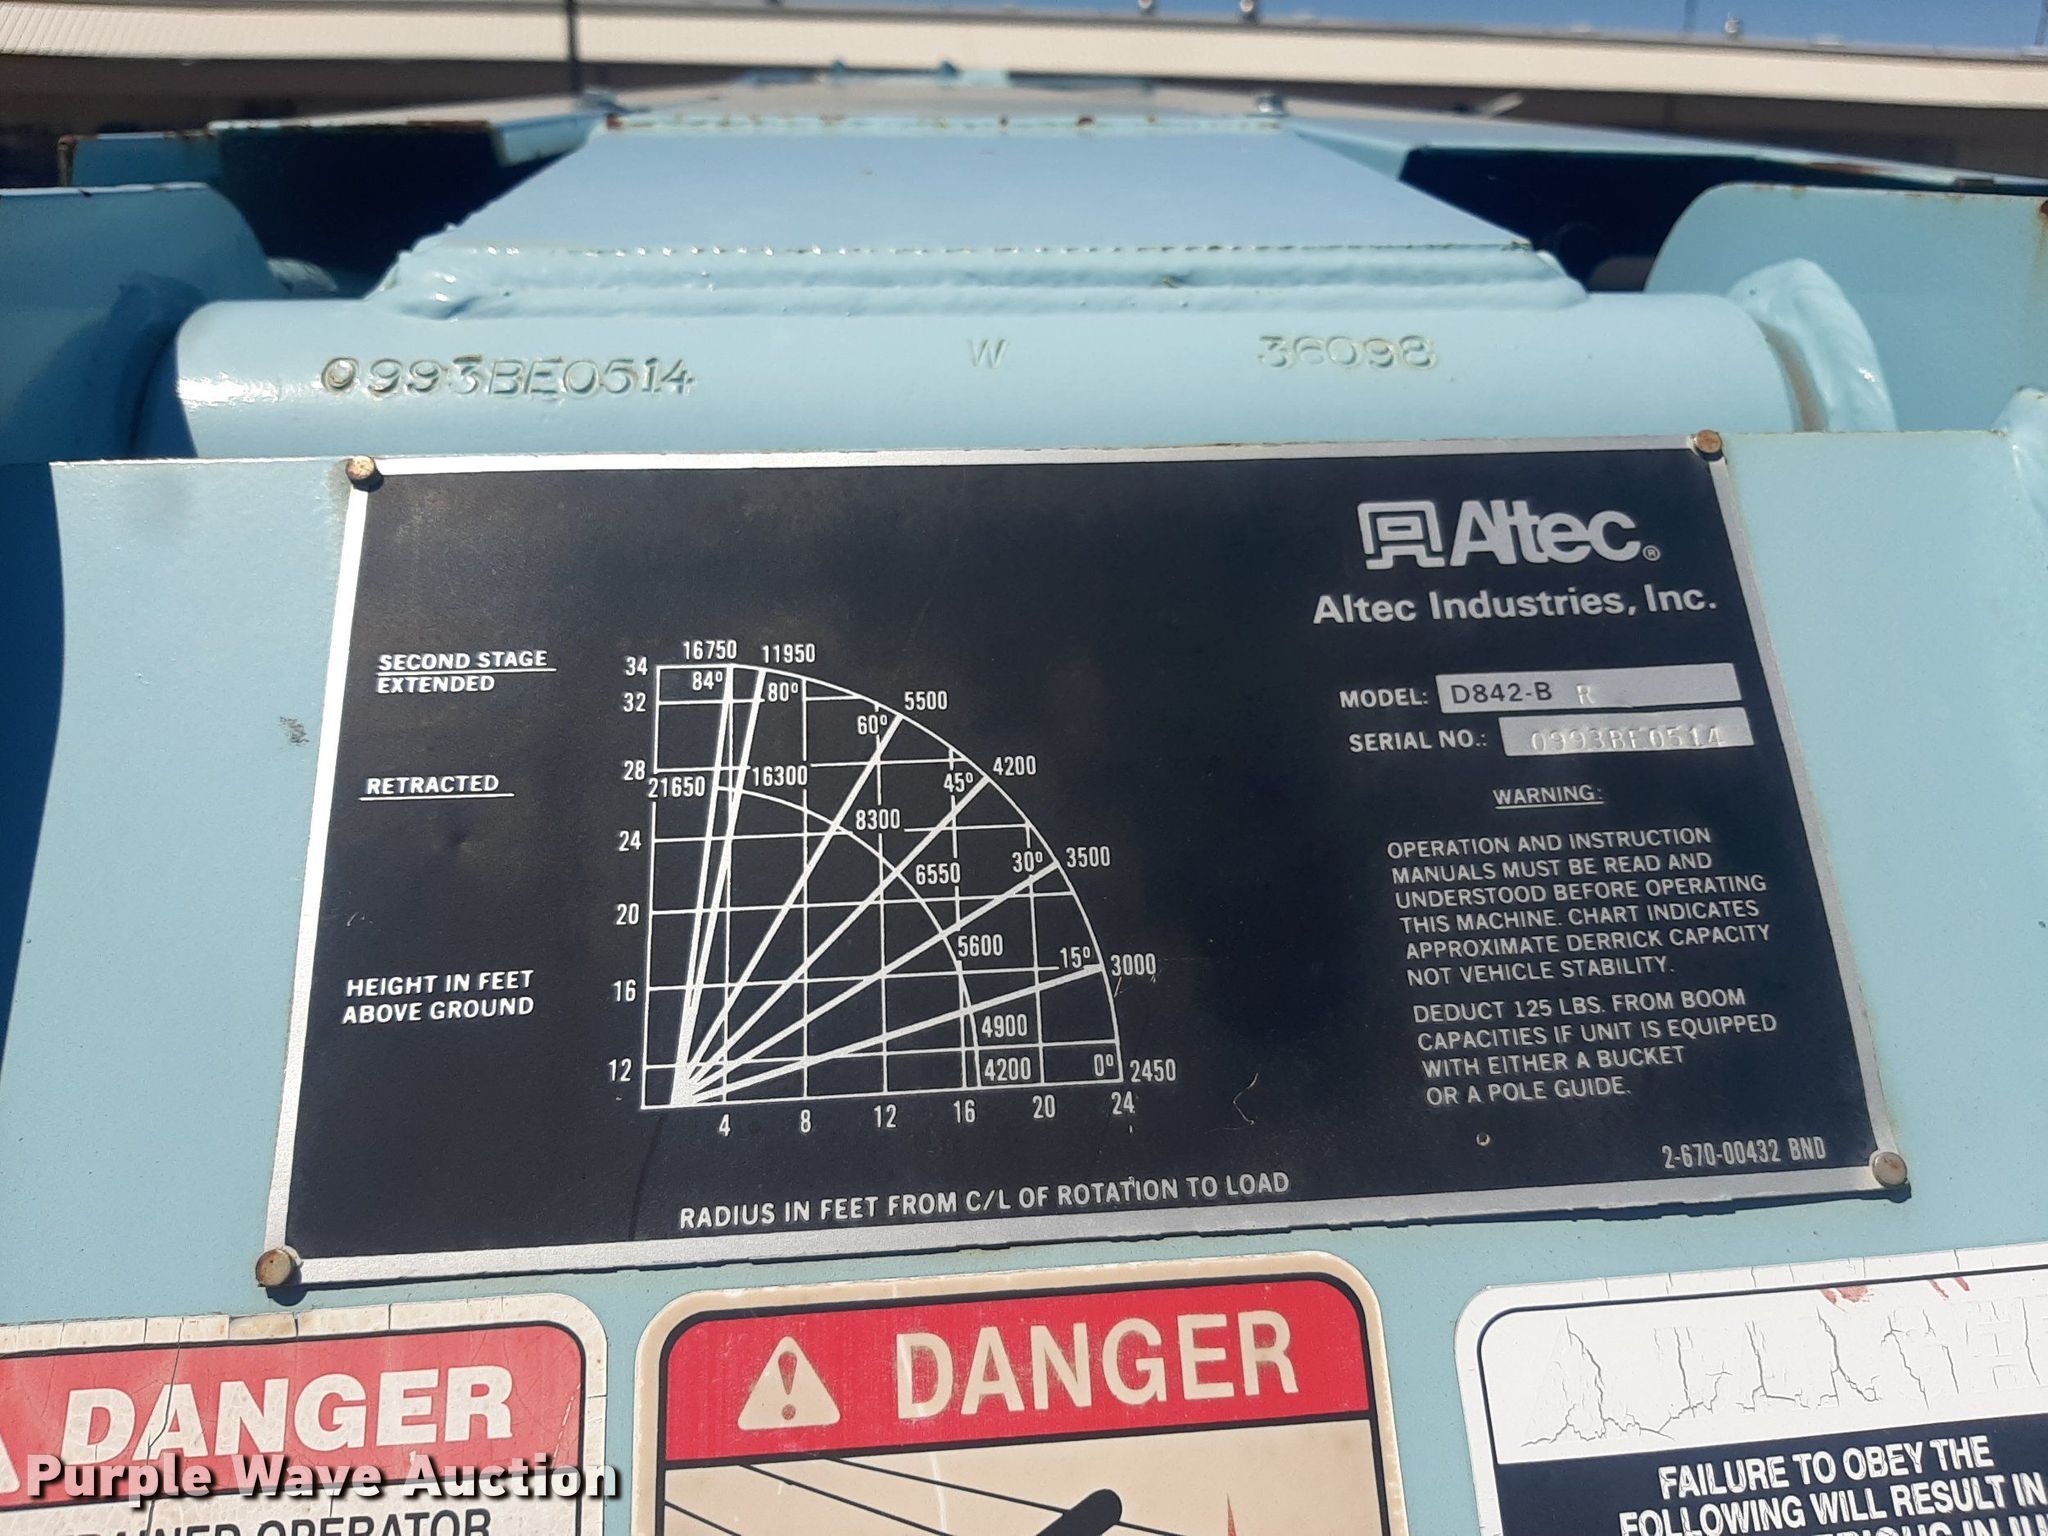 0993BE0514 W 36098
Altec®
Altec Industries, Inc.
SECOND STAGE
EXTENDED
RETRACTED
HEIGHT IN FEET
ABOVE GROUND
34
32
28
24
20
16
12
16750 11950
84° 80° 5500
60°
4200
45°
21650 16300
8300
6550
30° 3500
5600
15° 3000
4900
4200 0° 2450
4 8 12 16 20 24
RADIUS IN FEET FROM C/L OF ROTATION TO LOAD
MODEL: D842-B R
SERIAL NO.: 0993BE0514
WARNING:
OPERATION AND INSTRUCTION
MANUALS MUST BE READ AND
UNDERSTOOD BEFORE OPERATING
THIS MACHINE. CHART INDICATES
APPROXIMATE DERRICK CAPACITY
NOT VEHICLE STABILITY.
DEDUCT 125 LBS. FROM BOOM
CAPACITIES IF UNIT IS EQUIPPED
WITH EITHER A BUCKET
OR A POLE GUIDE.
2-670-00432 BND
DANGER
OPERATOR
DANGER
FAILURE TO OBEY THE
FOLLOWING WILL RESULT IN
Purple Wave Auction